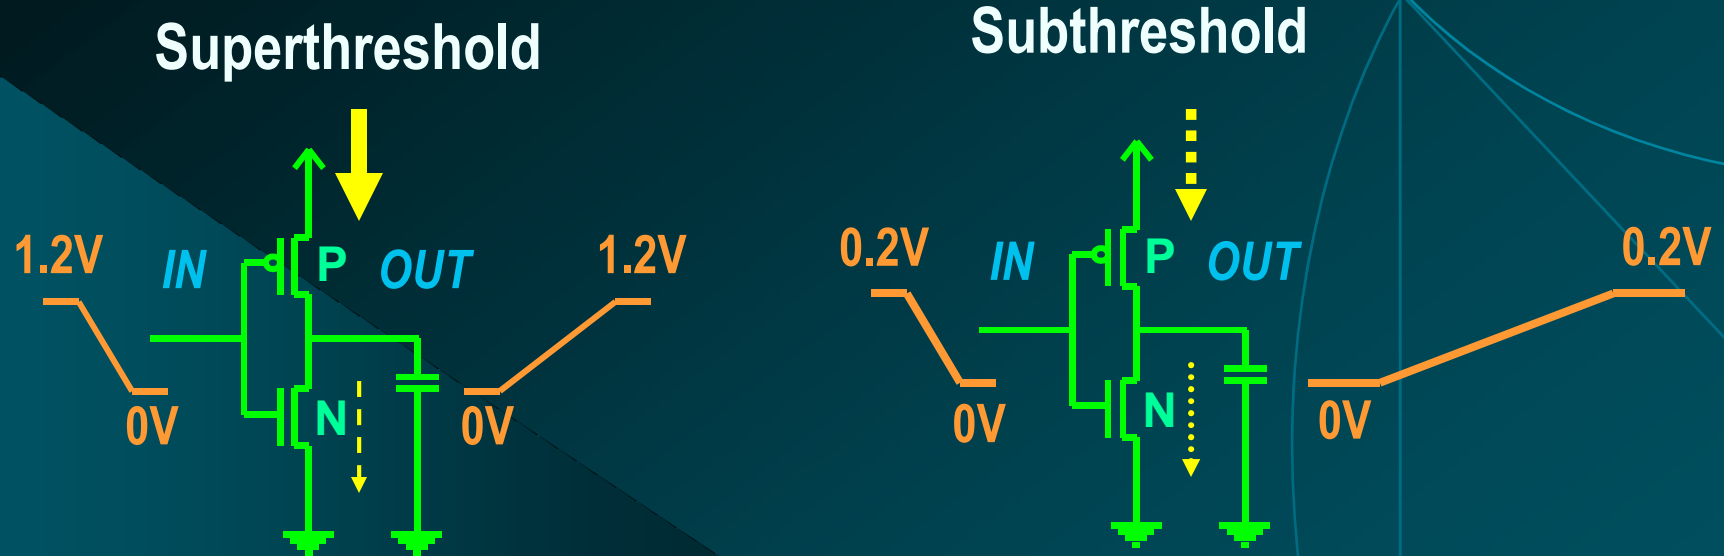 Superthreshold
1.2V
IN
P
OUT
1.2V
0V
N
0V
Subthreshold
0.2V
IN
P
OUT
0.2V
0V
N
0V